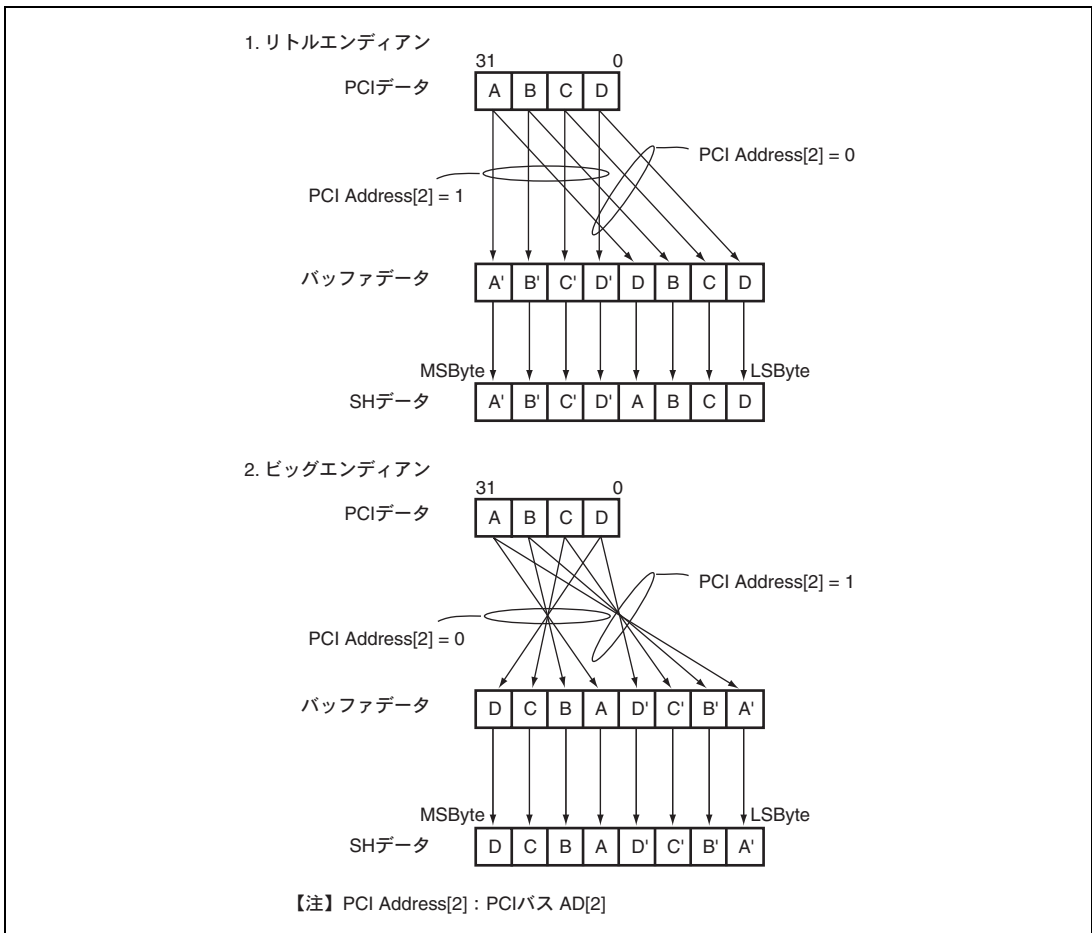 1. リトルエンディアン
31 0
PCIデータ A B C D
PCI Address[2] = 0
PCI Address[2] = 1
バッファデータ A' B' C' D' D B C D
MSByte LSByte
SHデータ A' B' C' D' A B C D
2. ビッグエンディアン
31 0
PCIデータ A B C D
PCI Address[2] = 1
PCI Address[2] = 0
バッファデータ D C B A D' C' B' A'
MSByte LSByte
SHデータ D C B A D' C' B' A'
【注】PCI Address[2] : PCIバス AD[2]